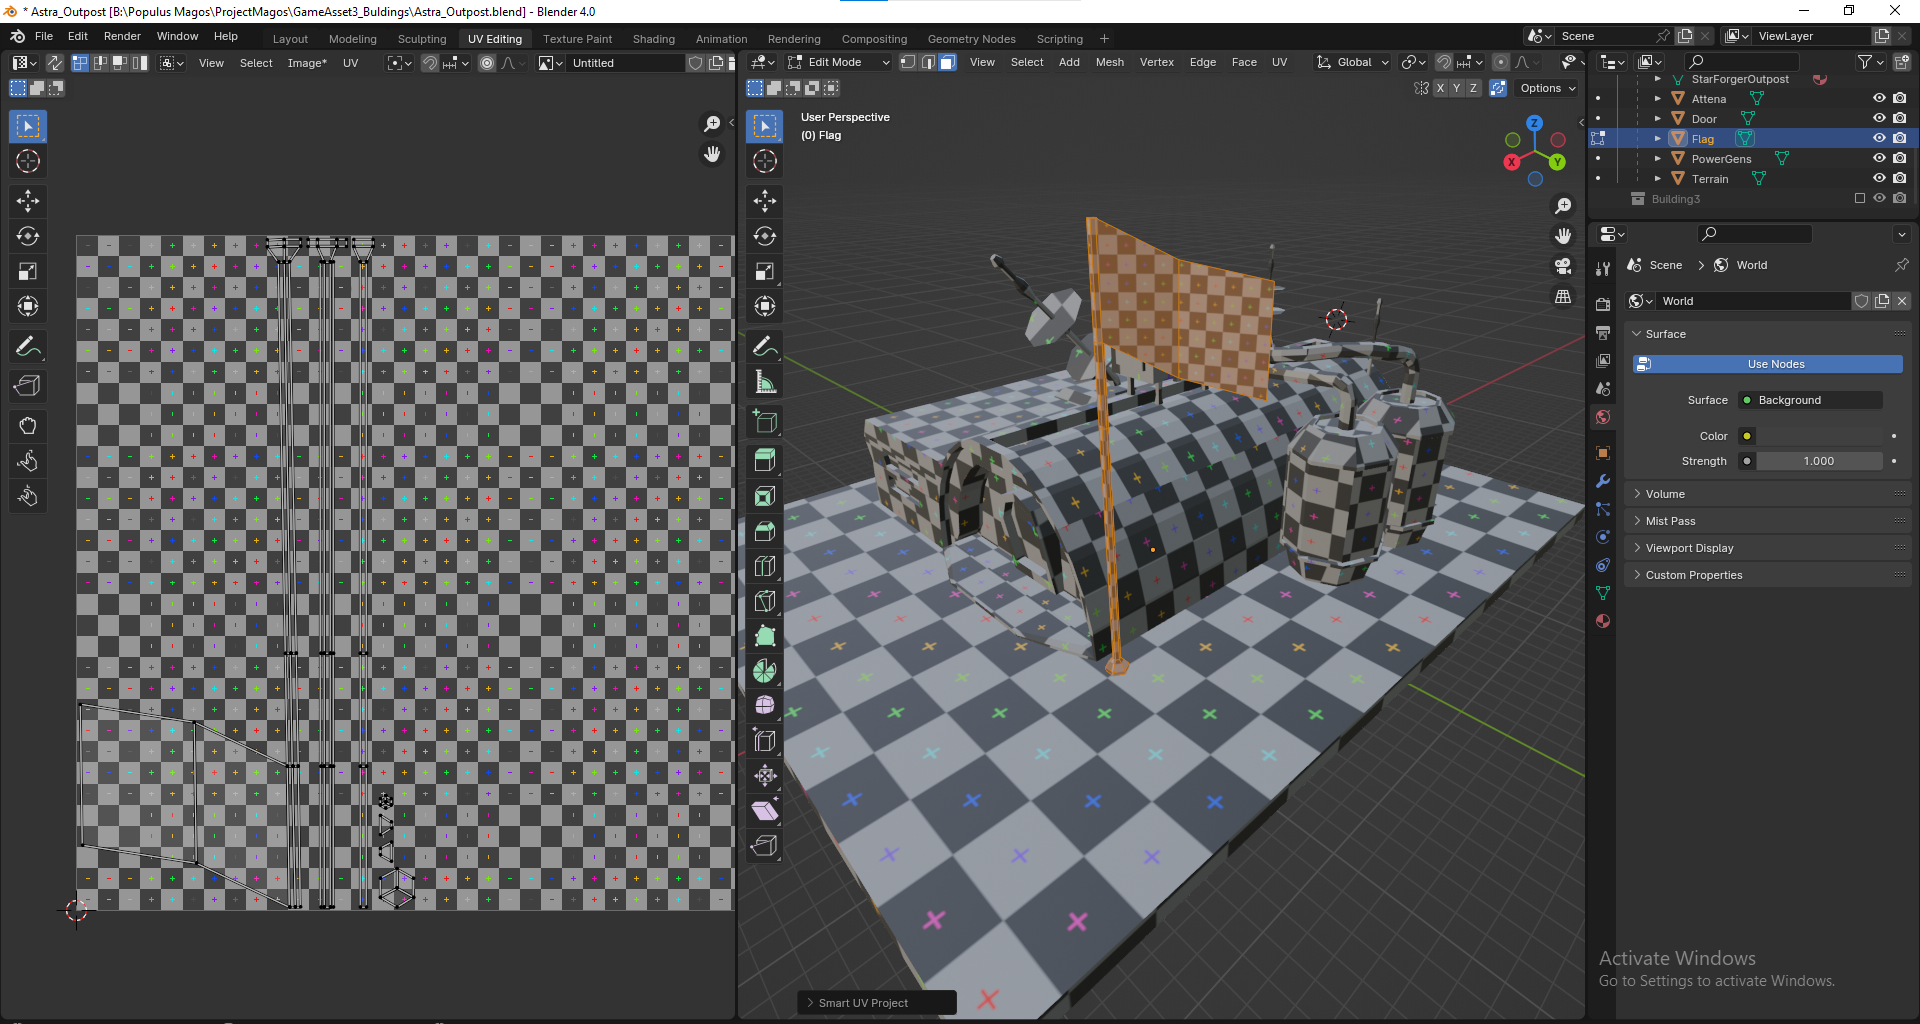 * Astra_Outpost [B:\Populus Magos\ProjectMagos\GameAsset3_Buldings\Astra_Outpost.blend] - Blender 4.0
File Edit Render Window Help Layout Modeling Sculpting UV Editing Texture Paint Shading Animation Rendering Compositing Geometry Nodes Scripting + Scene ViewLayer
View Select Image* UV Untitled
Edit Mode View Select Add Mesh Vertex Edge Face UV Global
X Y Z Options
User Perspective
(0) Flag
Z
X Y
StarForgerOutpost
Attena
Door
Flag
PowerGens
Terrain
Building3
Scene > World
World
Surface
Use Nodes
Surface Background
Color
Strength 1.000
Volume
Mist Pass
Viewport Display
Custom Properties
Smart UV Project
Activate Windows
Go to Settings to activate Windows.